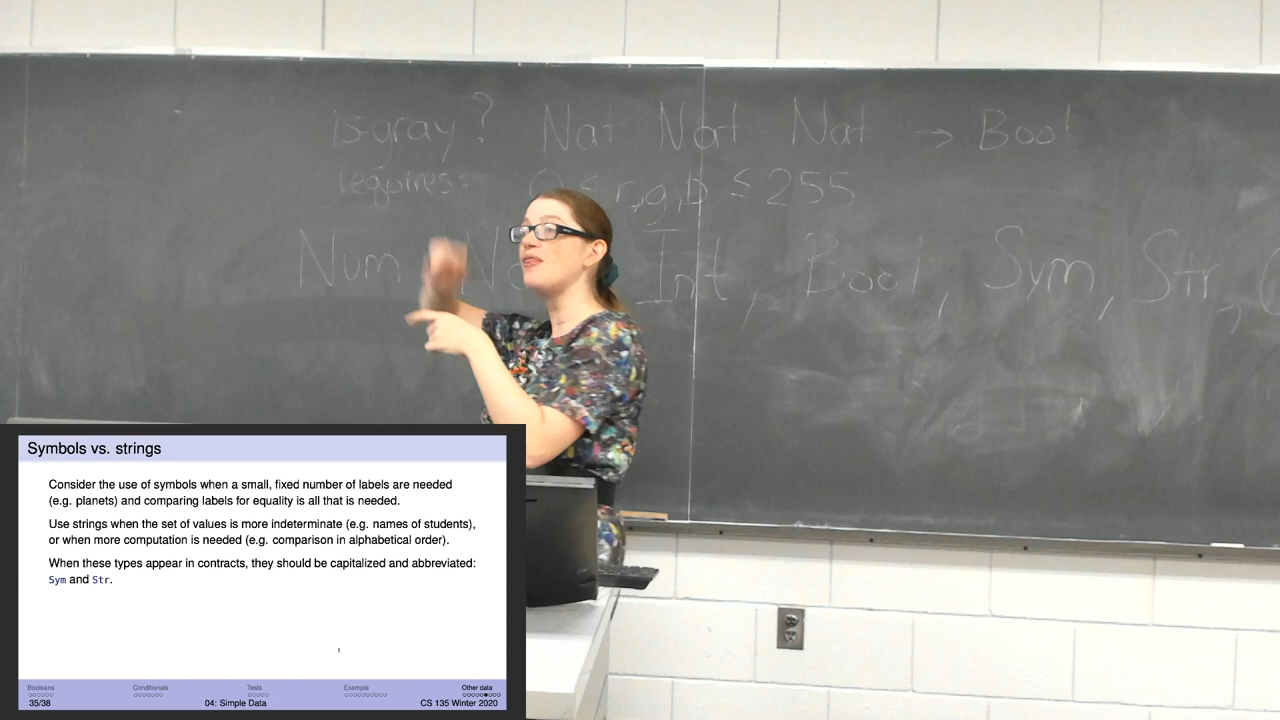 is-gray? Nat Nat Nat → Bool
requires: 0 ≤ r,g,b ≤ 255
Num Int, Bool, Sym, Str,
Symbols vs. strings
Consider the use of symbols when a small, fixed number of labels are needed
(e.g. planets) and comparing labels for equality is all that is needed.
Use strings when the set of values is more indeterminate (e.g. names of students),
or when more computation is needed (e.g. comparison in alphabetical order).
When these types appear in contracts, they should be capitalized and abbreviated:
Sym and Str.
Booleans Conditionals Tests Example Other data
35/38 04: Simple Data CS 135 Winter 2020